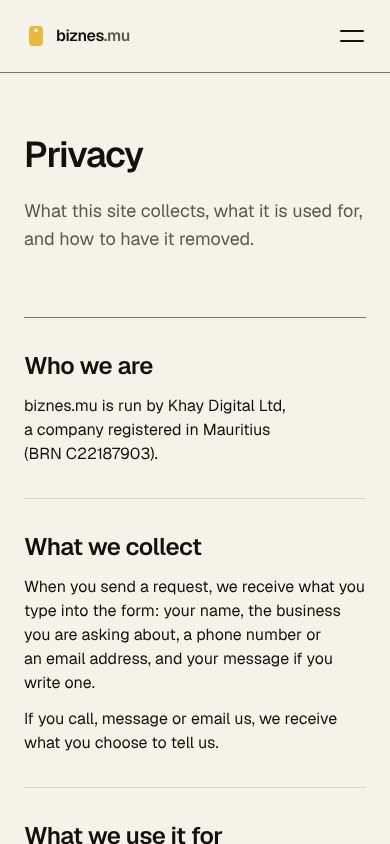 biznes.mu
Privacy
What this site collects, what it is used for,
and how to have it removed.
Who we are
biznes.mu is run by Khay Digital Ltd,
a company registered in Mauritius
(BRN C22187903).
What we collect
When you send a request, we receive what you
type into the form: your name, the business
you are asking about, a phone number or
an email address, and your message if you
write one.
If you call, message or email us, we receive
what you choose to tell us.
What we use it for